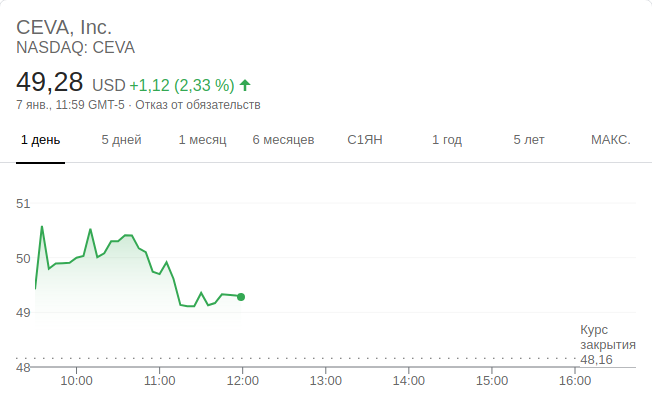 CEVA, Inc.
NASDAQ: CEVA
49,28 USD +1,12 (2,33 %)
7 янв., 11:59 GMT-5 · Отказ от обязательств
1 день 5 дней 1 месяц 6 месяцев С1ЯН 1 год 5 лет МАКС.
51
50
49
48
Курс
закрытия
48,16
10:00 11:00 12:00 13:00 14:00 15:00 16:00